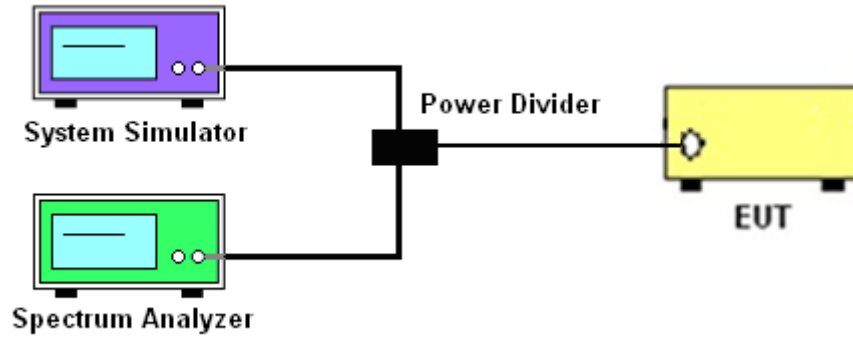 System Simulator
Power Divider
EUT
Spectrum Analyzer